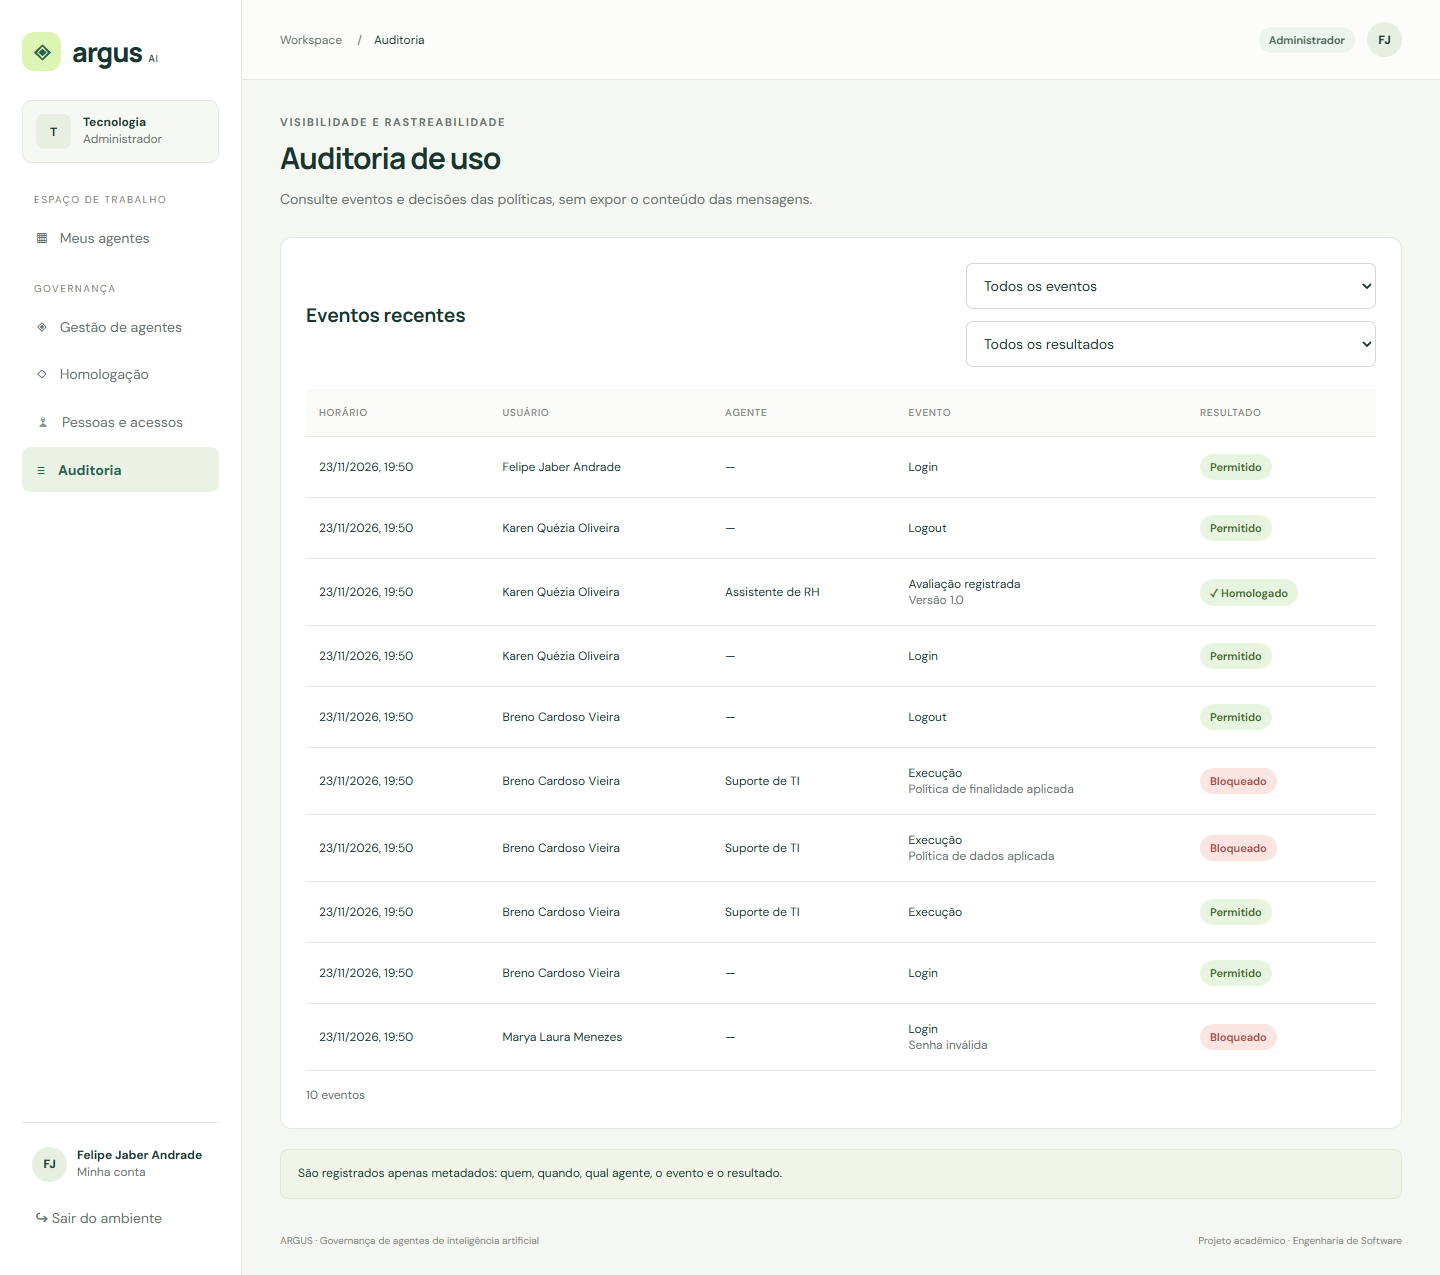 argus AI
T
Tecnologia
Administrador
ESPAÇO DE TRABALHO
Meus agentes
GOVERNANÇA
Gestão de agentes
Homologação
Pessoas e acessos
Auditoria
FJ
Felipe Jaber Andrade
Minha conta
Sair do ambiente
Workspace / Auditoria
Administrador
FJ
VISIBILIDADE E RASTREABILIDADE
Auditoria de uso
Consulte eventos e decisões das políticas, sem expor o conteúdo das mensagens.
Eventos recentes
Todos os eventos
Todos os resultados
HORÁRIO USUÁRIO AGENTE EVENTO RESULTADO
23/11/2026, 19:50 Felipe Jaber Andrade — Login Permitido
23/11/2026, 19:50 Karen Quézia Oliveira — Logout Permitido
23/11/2026, 19:50 Karen Quézia Oliveira Assistente de RH Avaliação registrada ✓ Homologado
Versão 1.0
23/11/2026, 19:50 Karen Quézia Oliveira — Login Permitido
23/11/2026, 19:50 Breno Cardoso Vieira — Logout Permitido
23/11/2026, 19:50 Breno Cardoso Vieira Suporte de TI Execução Bloqueado
Política de finalidade aplicada
23/11/2026, 19:50 Breno Cardoso Vieira Suporte de TI Execução Bloqueado
Política de dados aplicada
23/11/2026, 19:50 Breno Cardoso Vieira Suporte de TI Execução Permitido
23/11/2026, 19:50 Breno Cardoso Vieira — Login Permitido
23/11/2026, 19:50 Marya Laura Menezes — Login Bloqueado
Senha inválida
10 eventos
São registrados apenas metadados: quem, quando, qual agente, o evento e o resultado.
ARGUS · Governança de agentes de inteligência artificial
Projeto acadêmico · Engenharia de Software